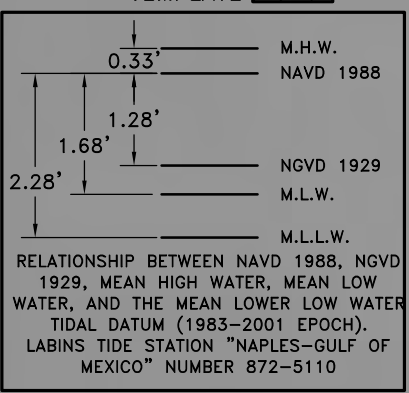 M.H.W.
0.33'
NAVD 1988
1.28'
1.68'
NGVD 1929
2.28'
M.L.W.
M.L.L.W.
RELATIONSHIP BETWEEN NAVD 1988, NGVD
1929, MEAN HIGH WATER, MEAN LOW
WATER, AND THE MEAN LOWER LOW WATER
TIDAL DATUM (1983-2001 EPOCH).
LABINS TIDE STATION "NAPLES-GULF OF
MEXICO" NUMBER 872-5110